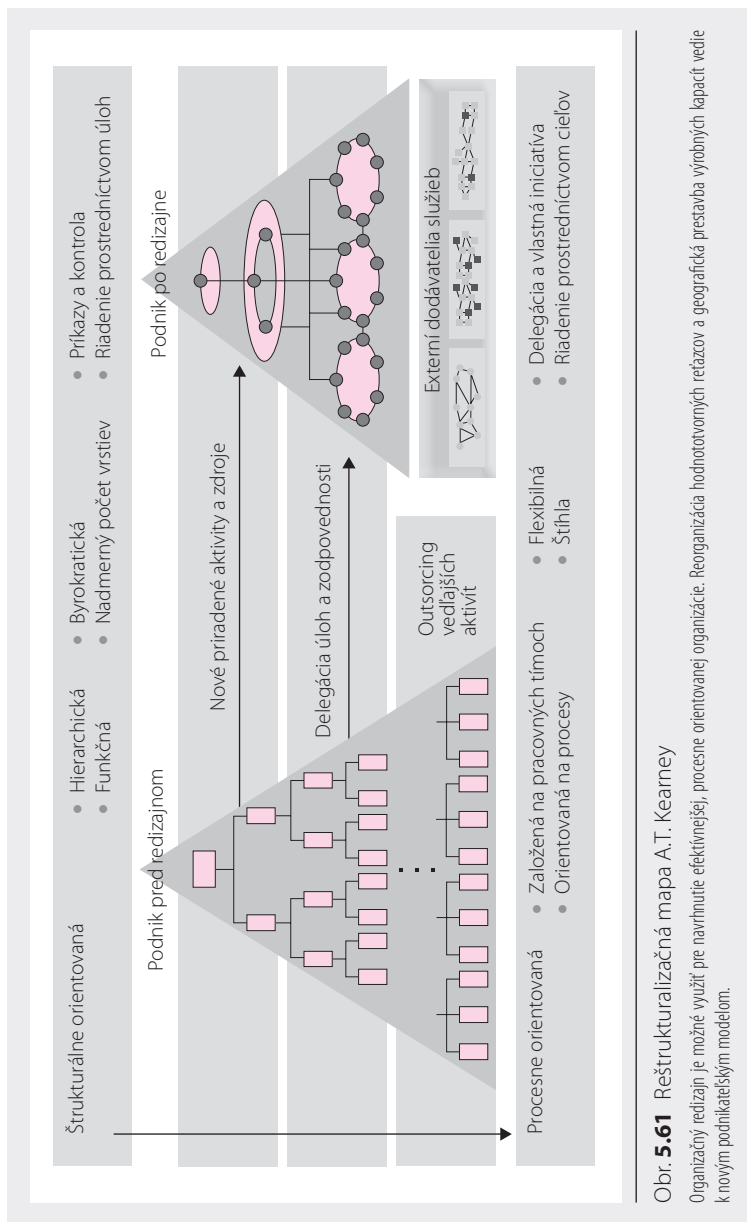 Štrukturálne orientovaná
• Hierarchická
• Funkčná
• Byrokratická
• Nadmerný počet vrstiev
• Príkazy a kontrola
• Riadenie prostredníctvom úloh
Podnik pred redizajnom
Podnik po redizajne
Nové priradené aktivity a zdroje
Delegácia úloh a zodpovednosti
Outsorcing
vedľajších
aktivít
Externí dodávatelia služieb
Procesne orientovaná
• Založená na pracovných tímoch
• Orientovaná na procesy
• Flexibilná
• Štíhla
• Delegácia a vlastná iniciatíva
• Riadenie prostredníctvom cieľov
Obr. 5.61 Reštrukturalizačná mapa A.T. Kearney
Organizačný redizajn je možné využiť pre navrhnutie efektívnejšej, procesne orientovanej organizácie. Reorganizácia hodnototvorných reťazcov a geografická prestavba výrobných kapacít vedie
k novým podnikateľským modelom.